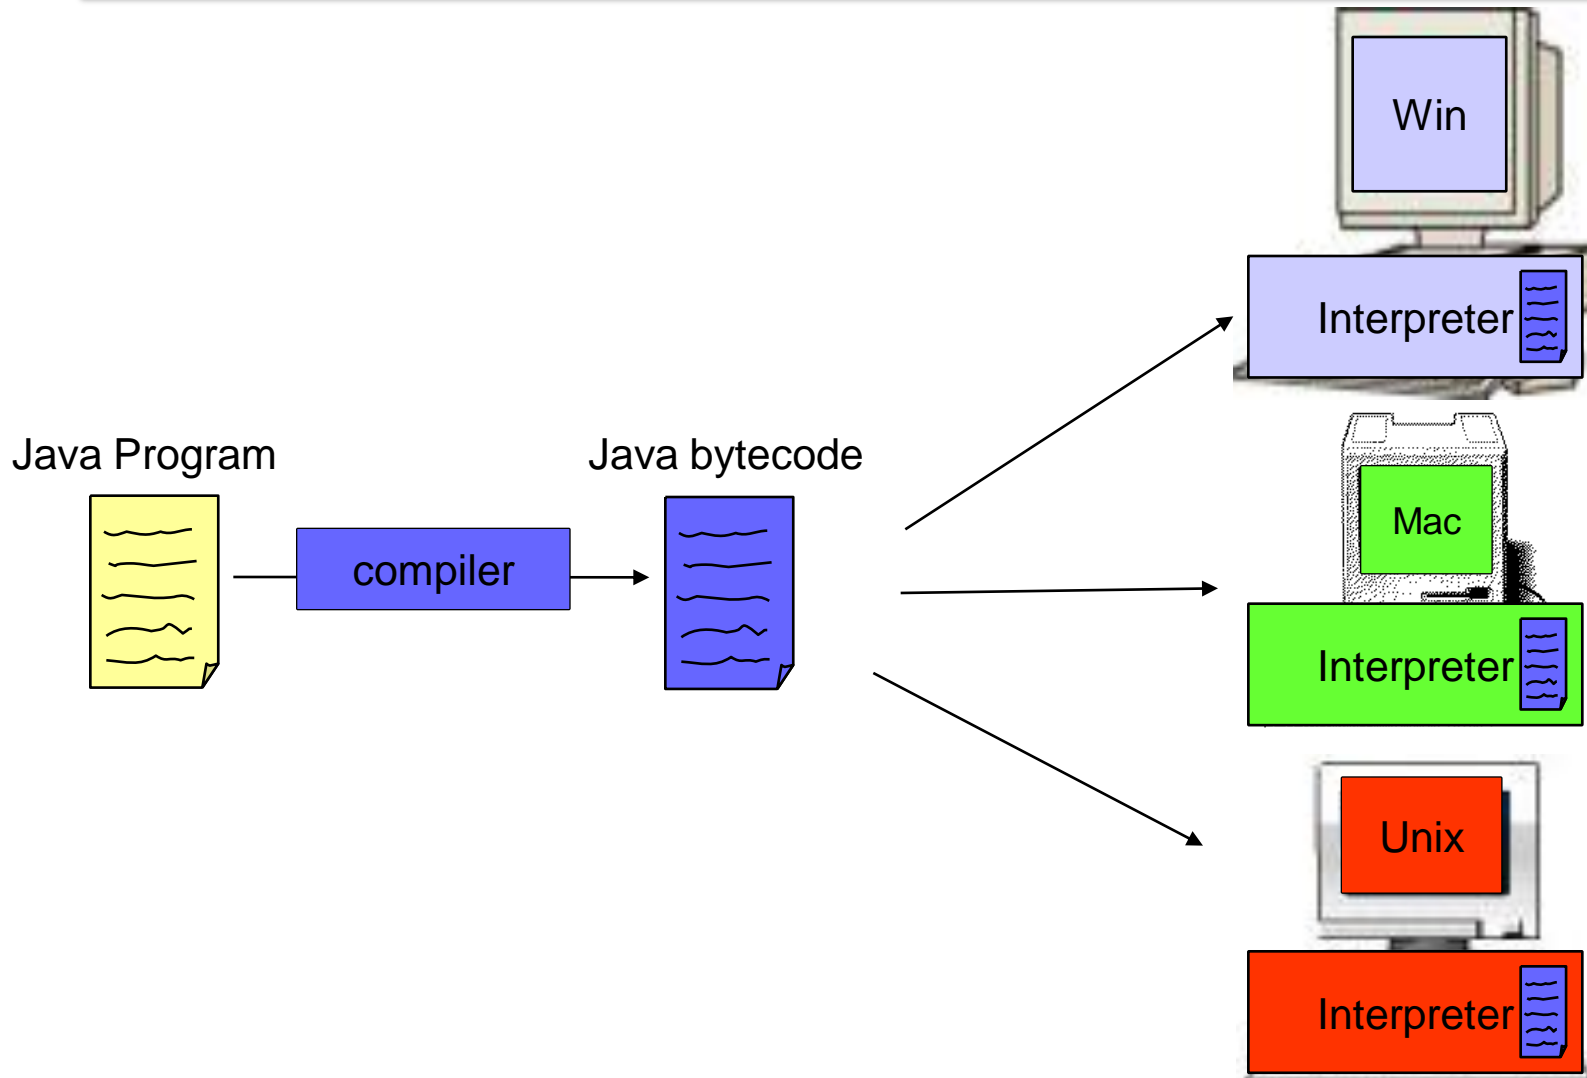 Win
Interpreter
Java Program
Java bytecode
compiler
Mac
Interpreter
Unix
Interpreter